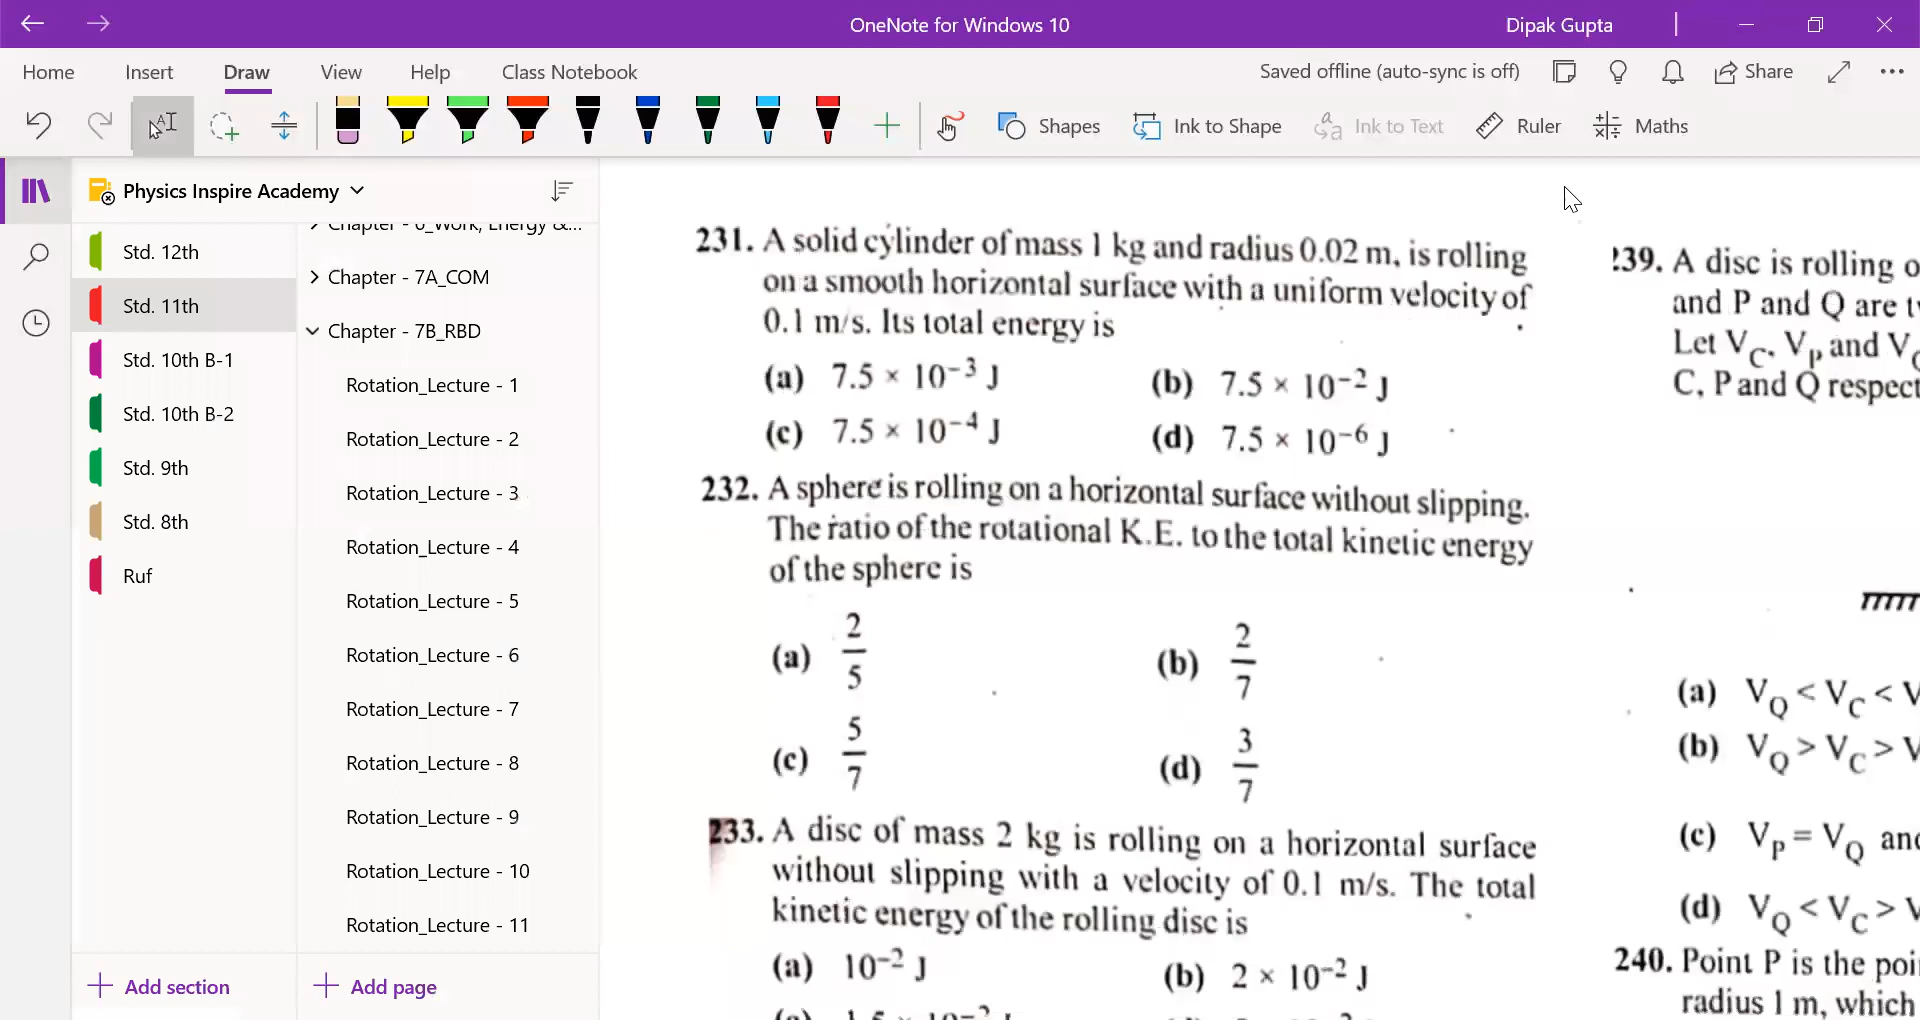 OneNote for Windows 10
Dipak Gupta
Home Insert Draw View Help Class Notebook
Saved offline (auto-sync is off)
Share
Shapes
Ink to Shape
Ink to Text
Ruler
Maths
Physics Inspire Academy
Std. 12th
Std. 11th
Std. 10th B-1
Std. 10th B-2
Std. 9th
Std. 8th
Ruf
Add section
Chapter - 6_Work, Energy &...
Chapter - 7A_COM
Chapter - 7B_RBD
Rotation_Lecture - 1
Rotation_Lecture - 2
Rotation_Lecture - 3
Rotation_Lecture - 4
Rotation_Lecture - 5
Rotation_Lecture - 6
Rotation_Lecture - 7
Rotation_Lecture - 8
Rotation_Lecture - 9
Rotation_Lecture - 10
Rotation_Lecture - 11
Add page
231. A solid cylinder of mass 1 kg and radius 0.02 m, is rolling
on a smooth horizontal surface with a uniform velocity of
0.1 m/s. Its total energy is
(a) 7.5 × 10⁻³ J (b) 7.5 × 10⁻² J
(c) 7.5 × 10⁻⁴ J (d) 7.5 × 10⁻⁶ J
232. A sphere is rolling on a horizontal surface without slipping.
The ratio of the rotational K.E. to the total kinetic energy
of the sphere is
(a) 2/5 (b) 2/7
(c) 5/7 (d) 3/7
233. A disc of mass 2 kg is rolling on a horizontal surface
without slipping with a velocity of 0.1 m/s. The total
kinetic energy of the rolling disc is
(a) 10⁻² J (b) 2 × 10⁻² J
39. A disc is rolling
and P and Q are
Let V_C, V_P and
C, P and Q
(a) V_Q < V_C <
(b) V_Q > V_C >
(c) V_P = V_Q
(d) V_Q < V_C >
240. Point P is the
radius 1 m, which